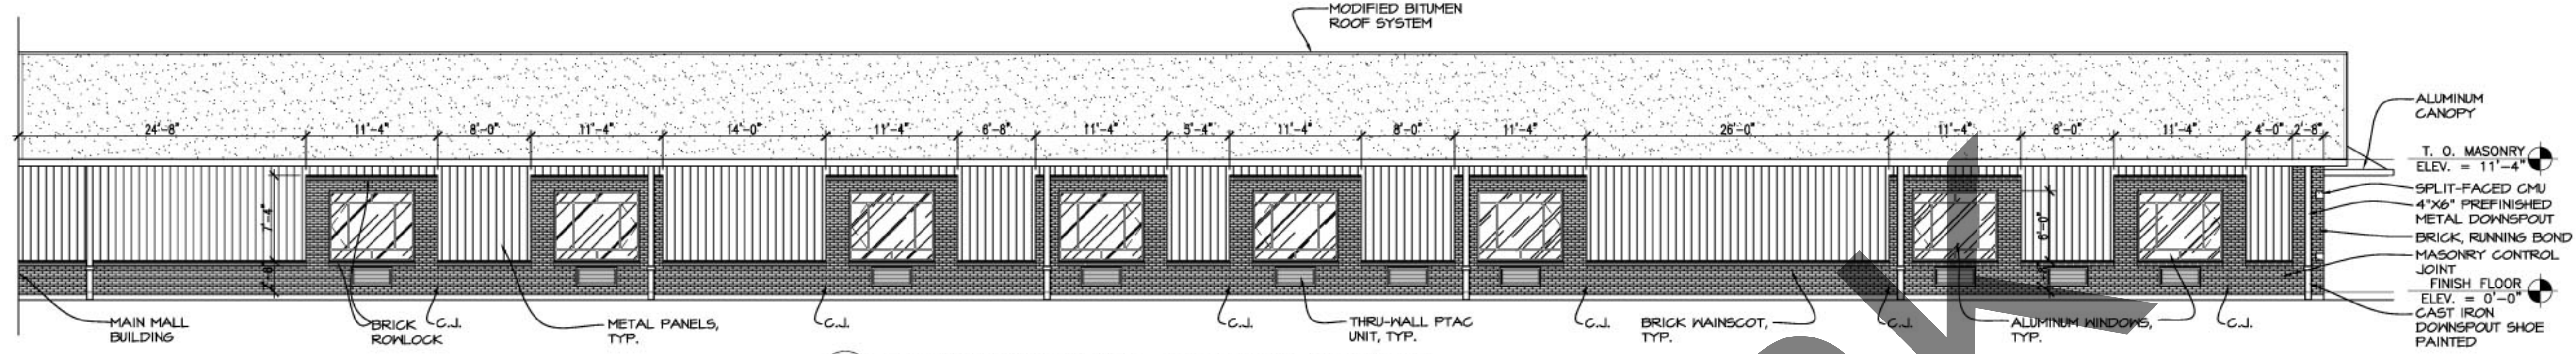 MODIFIED BITUMEN
ROOF SYSTEM
24'-8" 11'-4" 8'-0" 11'-4" 14'-0" 11'-4" 6'-8" 11'-4" 5'-4" 11'-4" 8'-0" 11'-4" 26'-0" 11'-4" 8'-0" 11'-4" 4'-0" 2'-8"
ALUMINUM
CANOPY
T. O. MASONRY
ELEV. = 11'-4"
SPLIT-FACED CMU
4"X6" PREFINISHED
METAL DOWNSPOUT
BRICK, RUNNING BOND
MASONRY CONTROL
JOINT
FINISH FLOOR
ELEV. = 0'-0"
CAST IRON
DOWNSPOUT SHOE
PAINTED
7'-4"
2'-8"
6'-0"
MAIN MALL
BUILDING
BRICK
ROWLOCK
C.J.
METAL PANELS,
TYP.
C.J.
C.J.
THRU-WALL PTAC
UNIT, TYP.
C.J.
BRICK WAINSCOT,
TYP.
C.J.
ALUMINUM WINDOWS,
TYP.
C.J.